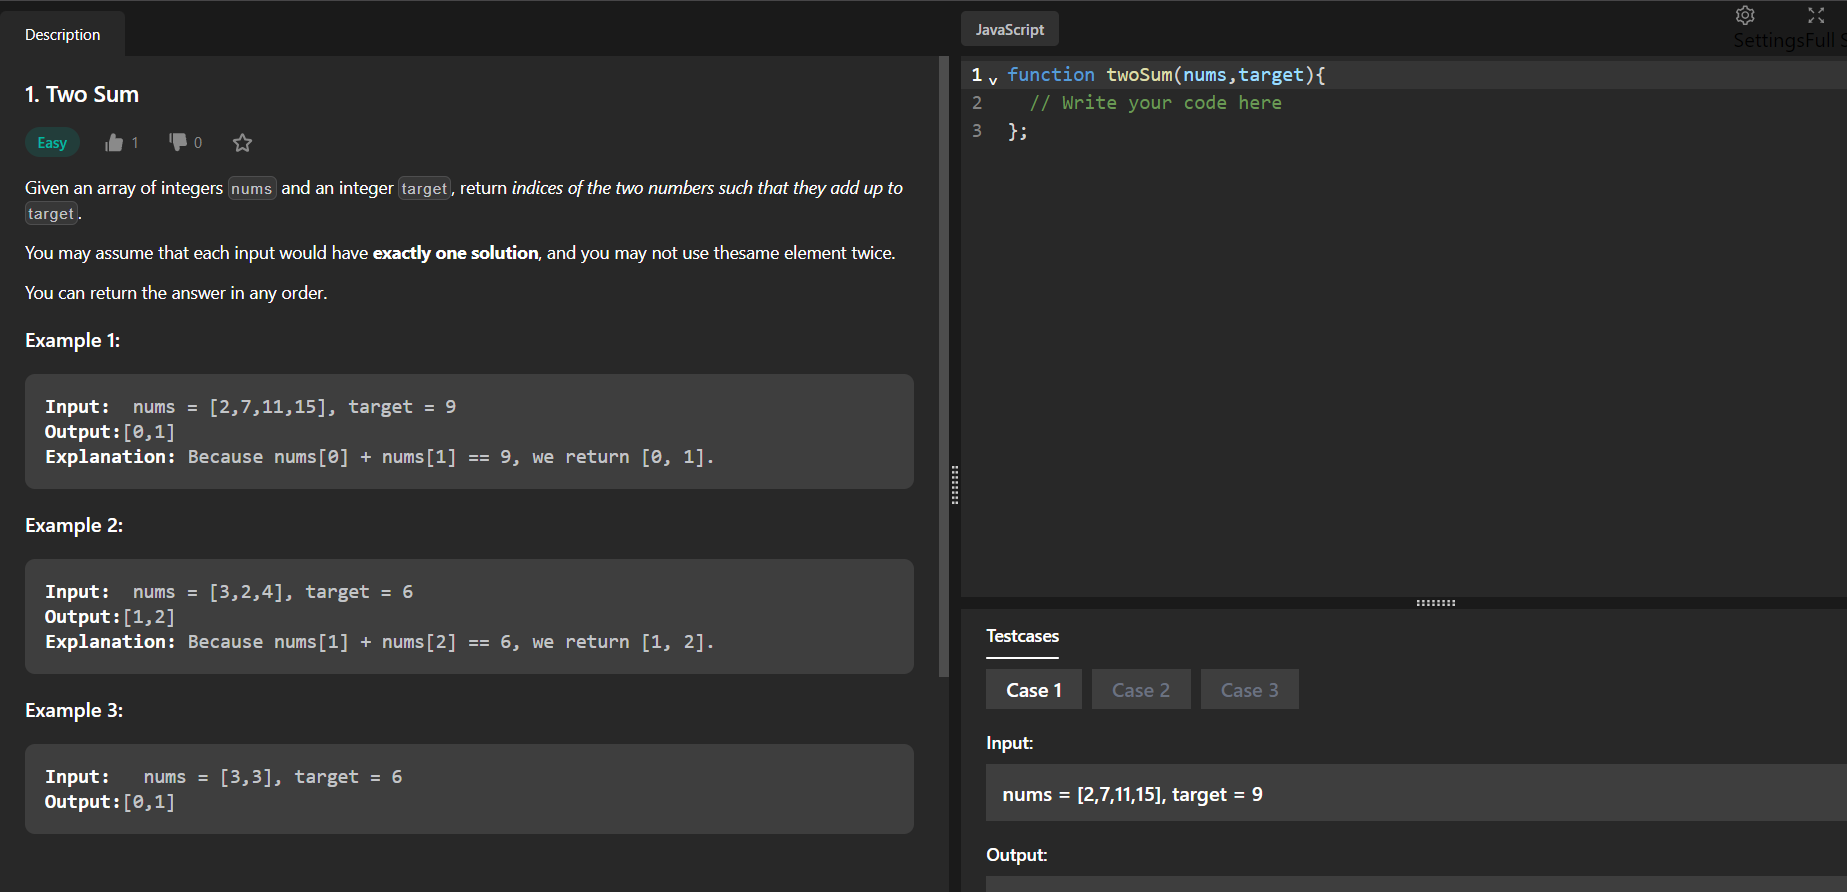 Description
1. Two Sum
Easy 1 0
Given an array of integers nums and an integer target, return indices of the two numbers such that they add up to
target.
You may assume that each input would have exactly one solution, and you may not use thesame element twice.
You can return the answer in any order.
Example 1:
Input:  nums = [2,7,11,15], target = 9
Output:[0,1]
Explanation: Because nums[0] + nums[1] == 9, we return [0, 1].
Example 2:
Input:  nums = [3,2,4], target = 6
Output:[1,2]
Explanation: Because nums[1] + nums[2] == 6, we return [1, 2].
Example 3:
Input:   nums = [3,3], target = 6
Output:[0,1]
JavaScript
SettingsFull S
1 function twoSum(nums,target){
2   // Write your code here
3 };
Testcases
Case 1 Case 2 Case 3
Input:
nums = [2,7,11,15], target = 9
Output: